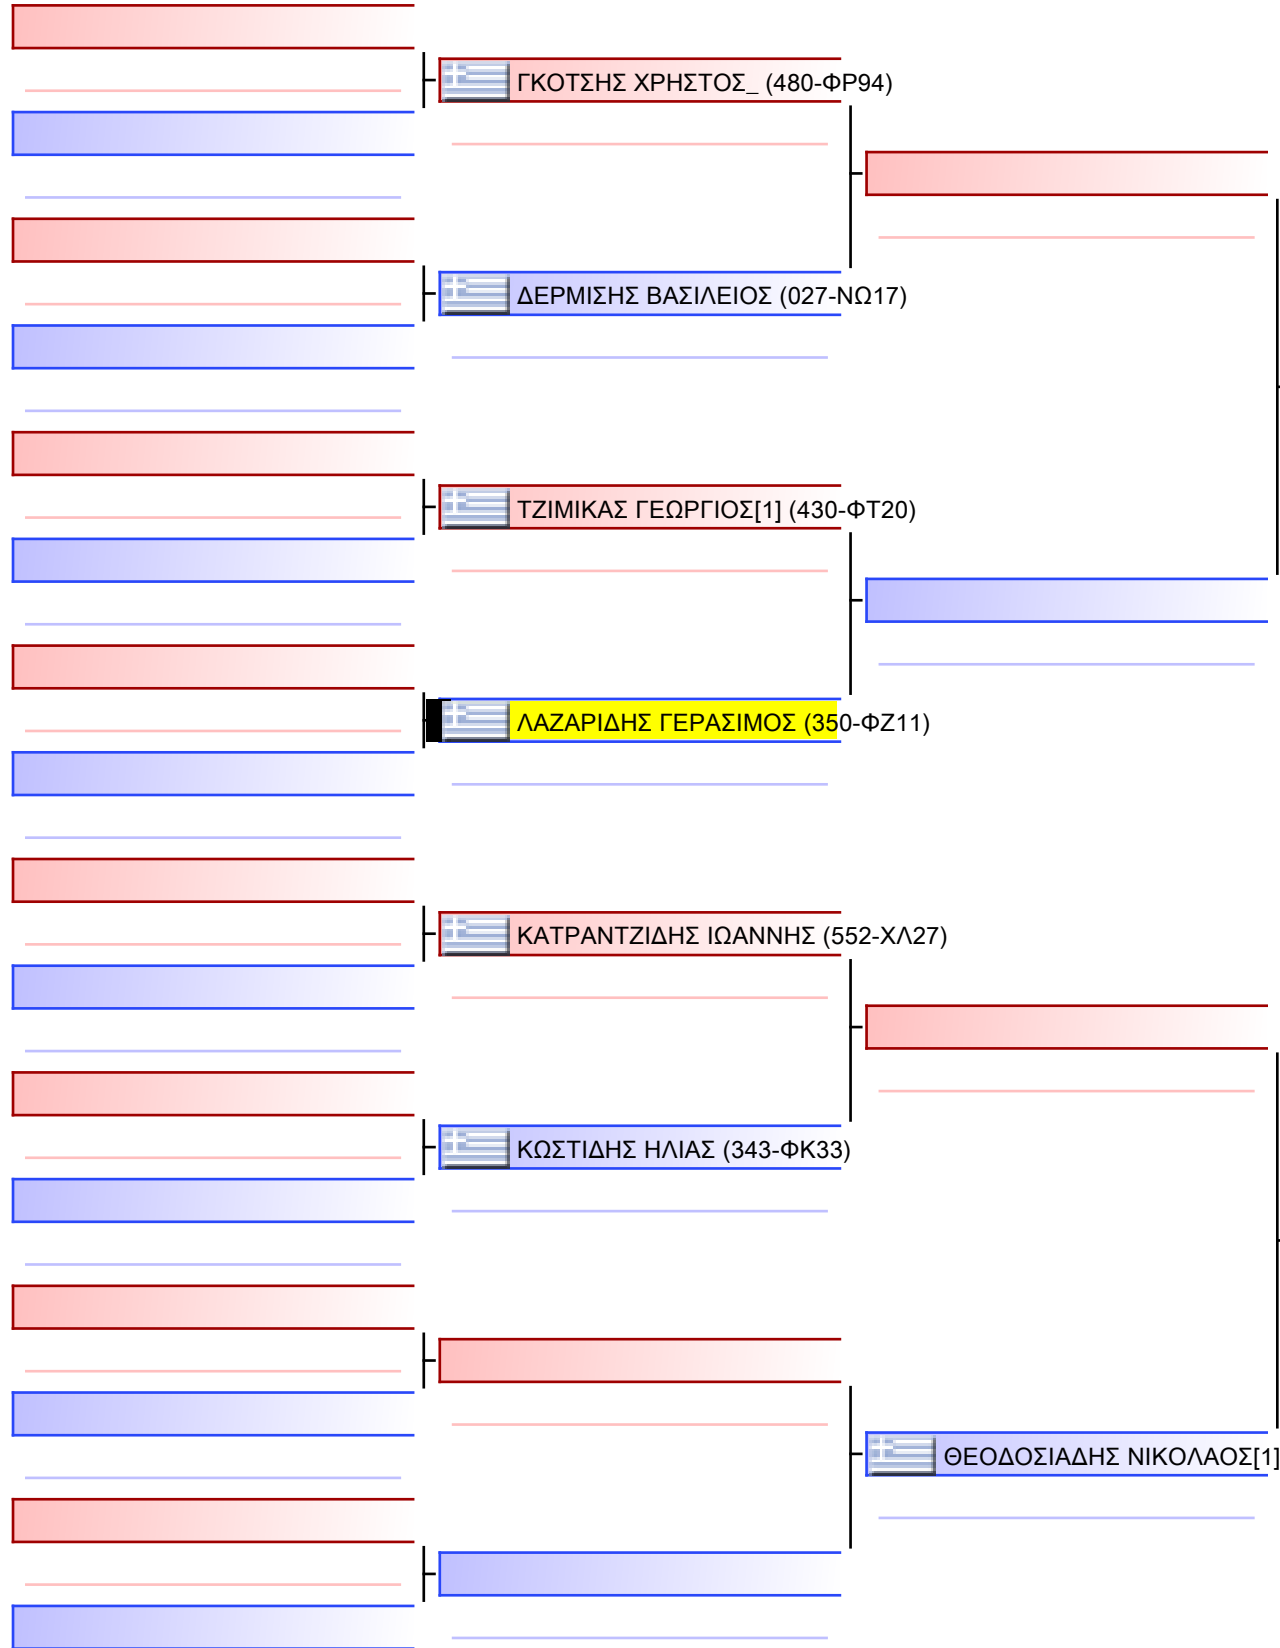 ΓΚΟΤΣΗΣ ΧΡΗΣΤΟΣ_ (480-ΦΡ94)
ΔΕΡΜΙΣΗΣ ΒΑΣΙΛΕΙΟΣ (027-ΝΩ17)
ΤΖΙΜΙΚΑΣ ΓΕΩΡΓΙΟΣ[1] (430-ΦΤ20)
ΛΑΖΑΡΙΔΗΣ ΓΕΡΑΣΙΜΟΣ (350-ΦΖ11)
ΚΑΤΡΑΝΤΖΙΔΗΣ ΙΩΑΝΝΗΣ (552-ΧΛ27)
ΚΩΣΤΙΔΗΣ ΗΛΙΑΣ (343-ΦΚ33)
ΘΕΟΔΟΣΙΑΔΗΣ ΝΙΚΟΛΑΟΣ[1]